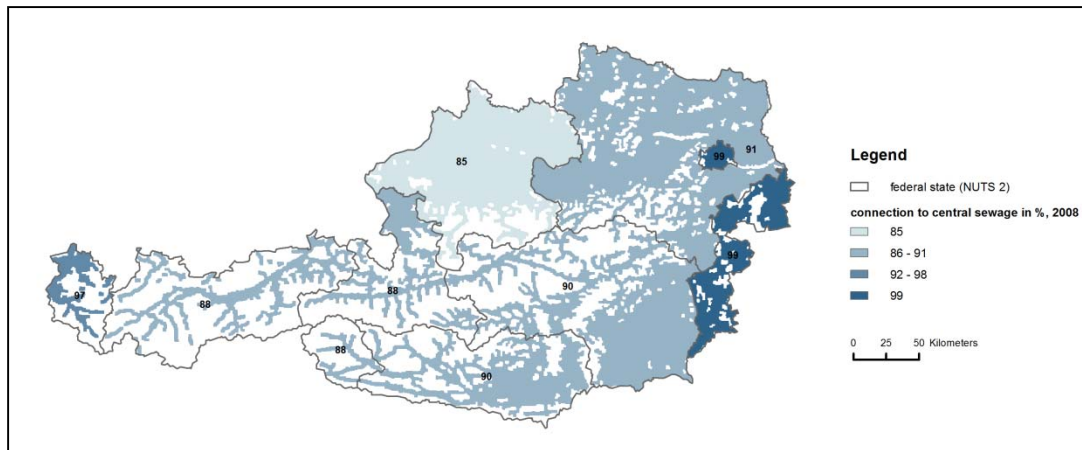 99
91
85
99
97
88
88
90
88
90
Legend
federal state (NUTS 2)
connection to central sewage in %, 2008
85
86 - 91
92 - 98
99
0 25 50 Kilometers